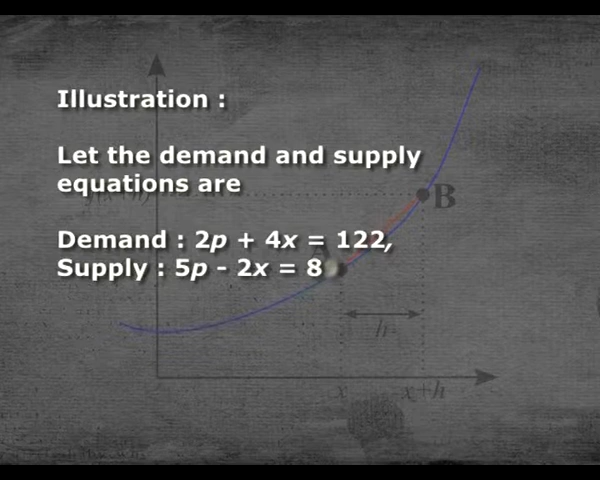 Illustration :
Let the demand and supply
equations are
Demand : 2p + 4x = 122,
Supply : 5p - 2x = 8
B
h
x
x+h